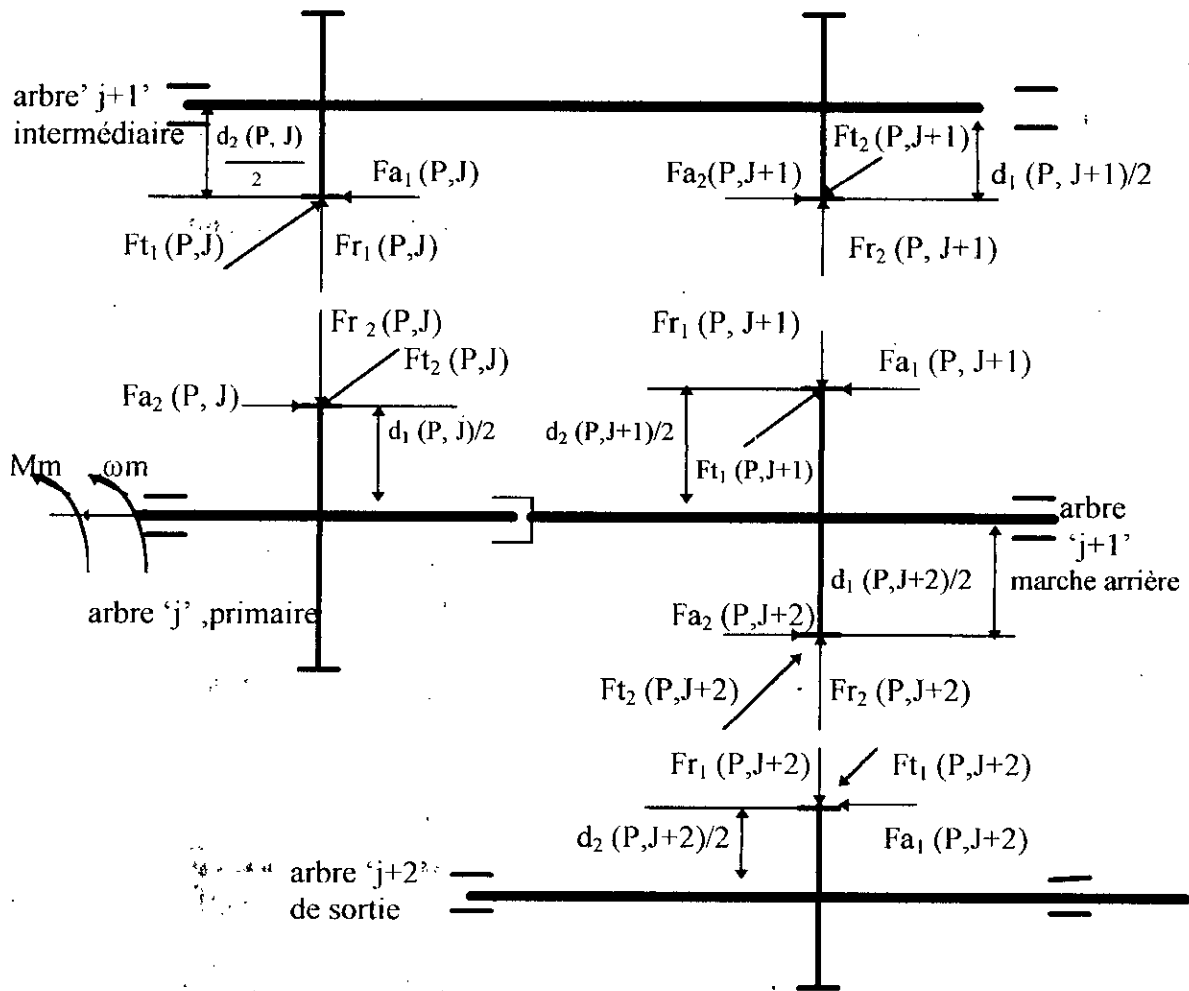 arbre' j+1'
intermédiaire
d₂ (P, J)
2
Fa₁ (P,J)
Ft₁ (P,J)
Fr₁ (P,J)
Ft₂ (P,J+1)
Fa₂(P,J+1)
d₁ (P, J+1)/2
Fr₂ (P, J+1)
Fr ₂ (P,J)
Ft₂ (P,J)
Fa₂ (P, J)
d₁ (P, J)/2
Fr₁ (P, J+1)
Fa₁ (P, J+1)
d₂ (P,J+1)/2
Ft₁ (P,J+1)
Mm
ωm
arbre 'j' ,primaire
arbre
'j+1'
marche arrière
d₁ (P,J+2)/2
Fa₂ (P,J+2)
Ft₂ (P,J+2)
Fr₂ (P,J+2)
Fr₁ (P,J+2)
Ft₁ (P,J+2)
d₂ (P,J+2)/2
Fa₁ (P,J+2)
arbre 'j+2'
de sortie